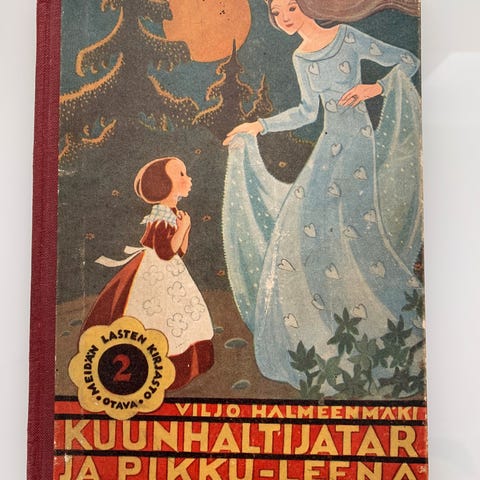 MEIDÄN LASTEN KIRJASTO
OTAVA
2
VILJO HALMEENMÄKI
KUUNHALTIJATAR
JA PIKKU-LEENA